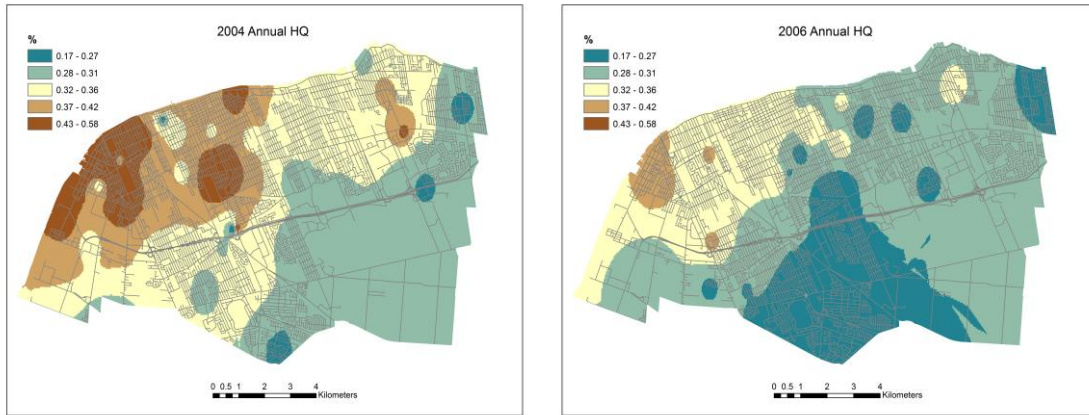 2004 Annual HQ
%
0.17 - 0.27
0.28 - 0.31
0.32 - 0.36
0.37 - 0.42
0.43 - 0.58
0 0.5 1 2 3 4
Kilometers
2006 Annual HQ
%
0.17 - 0.27
0.28 - 0.31
0.32 - 0.36
0.37 - 0.42
0.43 - 0.58
0 0.5 1 2 3 4
Kilometers